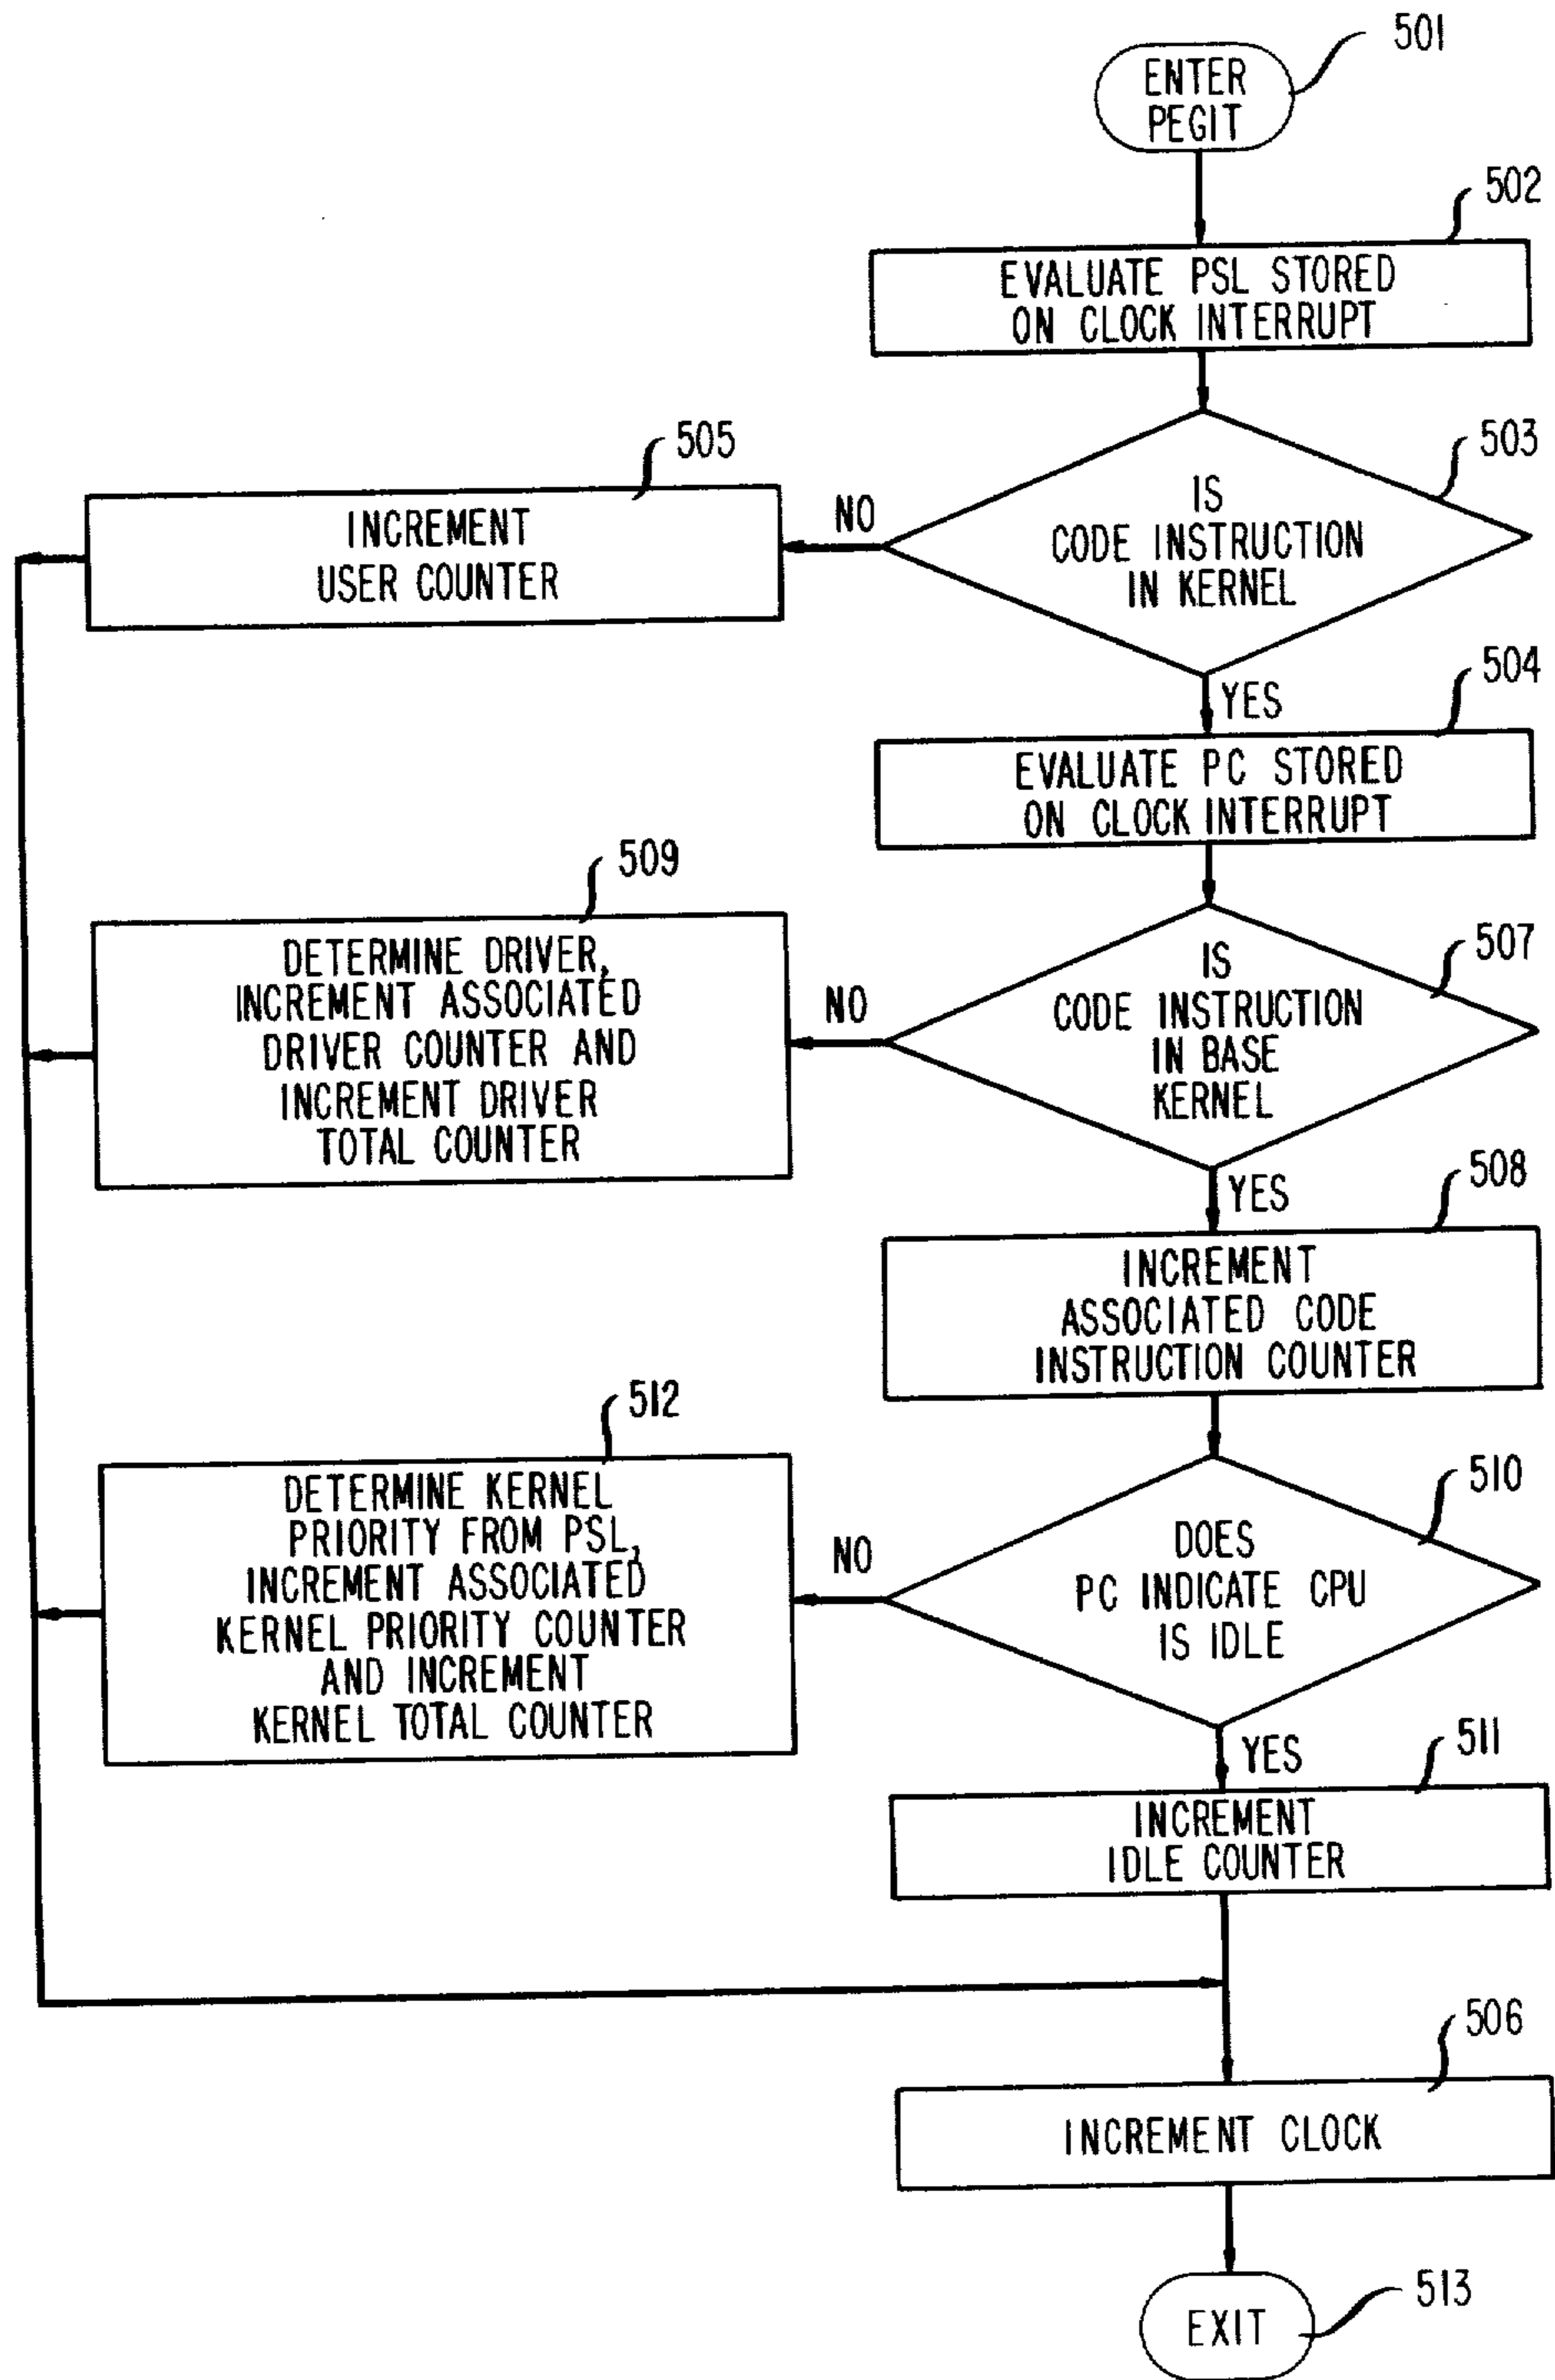 501
ENTER
PEGIT
502
EVALUATE PSL STORED
ON CLOCK INTERRUPT
503
IS
CODE INSTRUCTION
IN KERNEL
NO
505
INCREMENT
USER COUNTER
YES
504
EVALUATE PC STORED
ON CLOCK INTERRUPT
507
IS
CODE INSTRUCTION
IN BASE
KERNEL
NO
509
DETERMINE DRIVER,
INCREMENT ASSOCIATED
DRIVER COUNTER AND
INCREMENT DRIVER
TOTAL COUNTER
YES
508
INCREMENT
ASSOCIATED CODE
INSTRUCTION COUNTER
510
DOES
PC INDICATE CPU
IS IDLE
NO
512
DETERMINE KERNEL
PRIORITY FROM PSL,
INCREMENT ASSOCIATED
KERNEL PRIORITY COUNTER
AND INCREMENT
KERNEL TOTAL COUNTER
YES
511
INCREMENT
IDLE COUNTER
506
INCREMENT CLOCK
513
EXIT